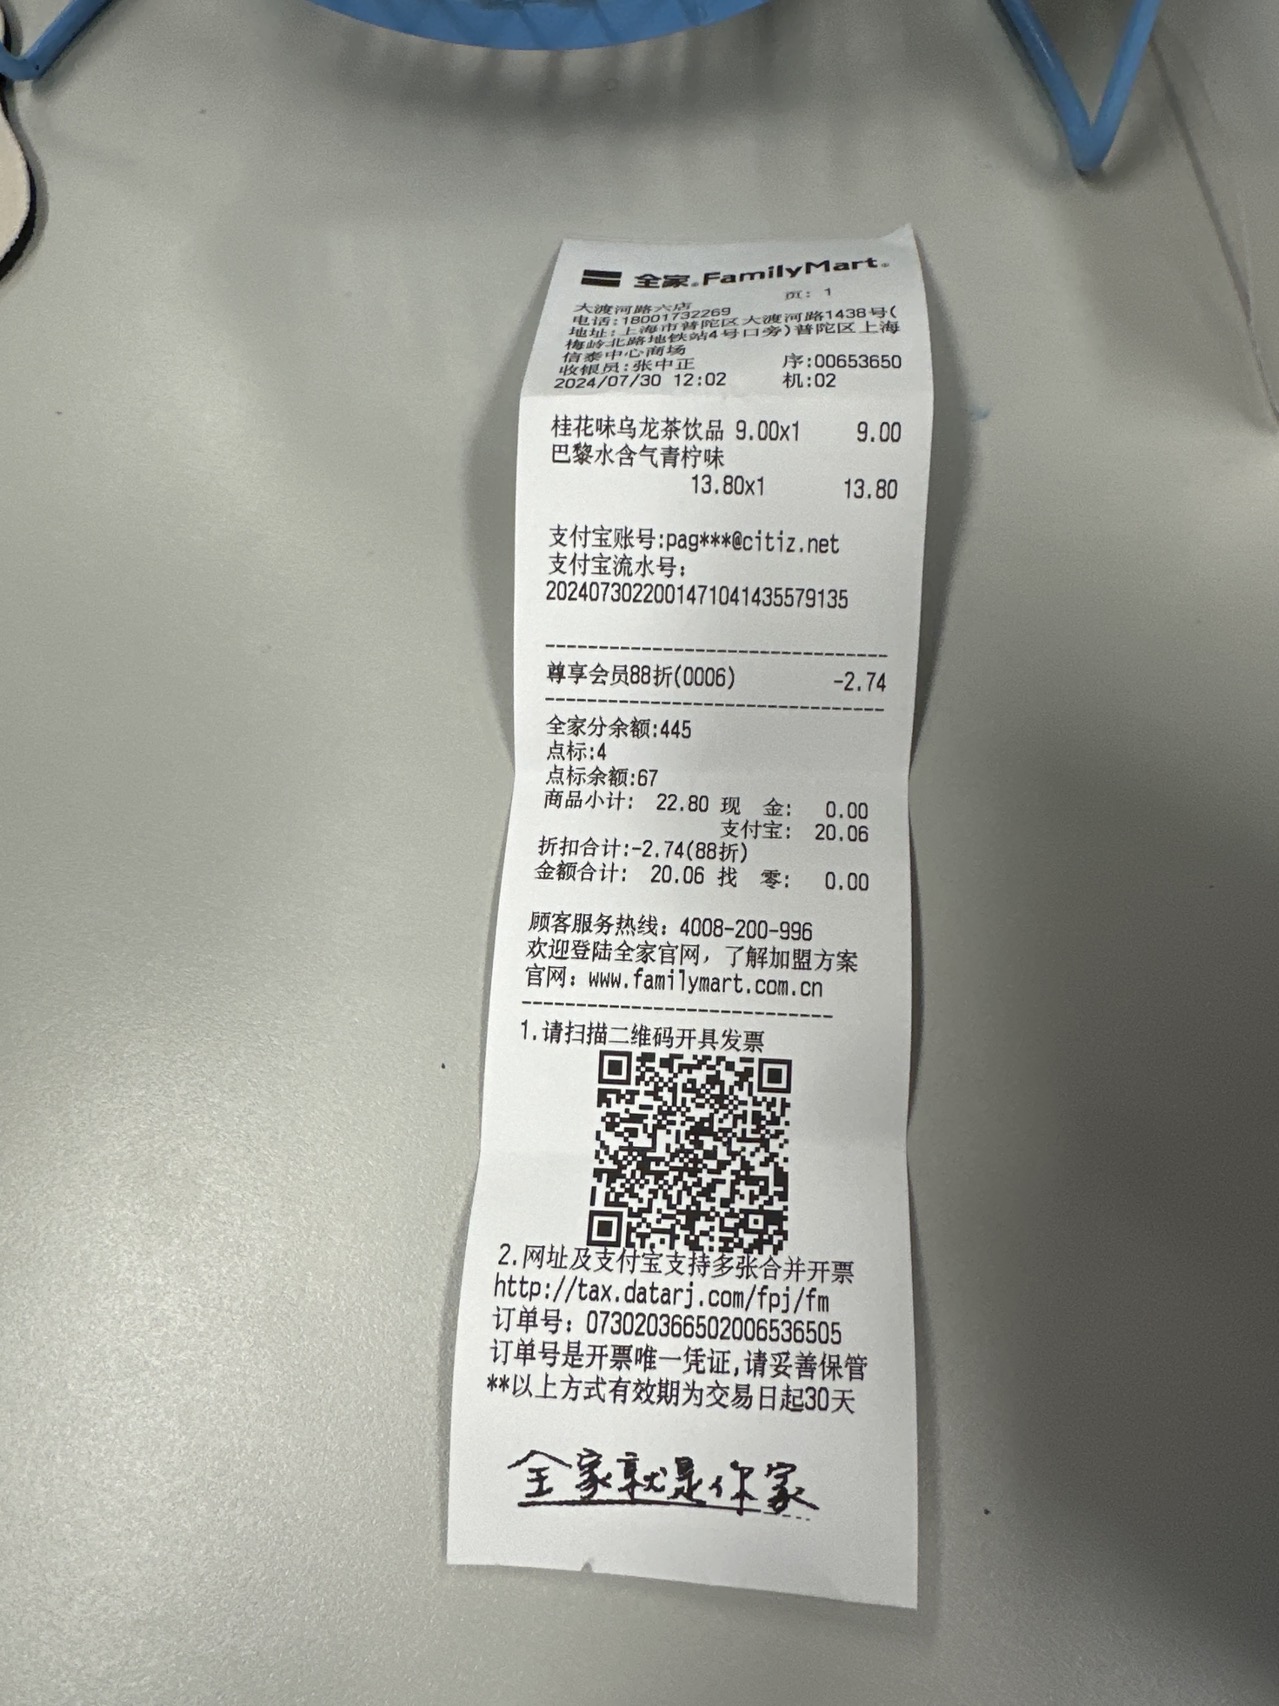 全家 FamilyMart
页: 1
大渡河路六店
电话:18001732269
地址:上海市普陀区大渡河路1438号(
梅岭北路地铁站4号口旁)普陀区上海
信泰中心商场
收银员:张中正 序:00653650
2024/07/30 12:02 机:02
桂花味乌龙茶饮品 9.00x1 9.00
巴黎水含气青柠味
13.80x1 13.80
支付宝账号:pag***@citiz.net
支付宝流水号:
2024073022001471041435579135
--------------------------------
尊享会员88折(0006) -2.74
--------------------------------
全家分余额:445
点标:4
点标余额:67
商品小计: 22.80 现 金: 0.00
支付宝: 20.06
折扣合计:-2.74(88折)
金额合计: 20.06 找 零: 0.00
顾客服务热线: 4008-200-996
欢迎登陆全家官网，了解加盟方案
官网: www.familymart.com.cn
-----------------------------
1.请扫描二维码开具发票
2.网址及支付宝支持多张合并开票
http://tax.datarj.com/fpj/fm
订单号: 073020366502006536505
订单号是开票唯一凭证,请妥善保管
**以上方式有效期为交易日起30天
全家就是你家